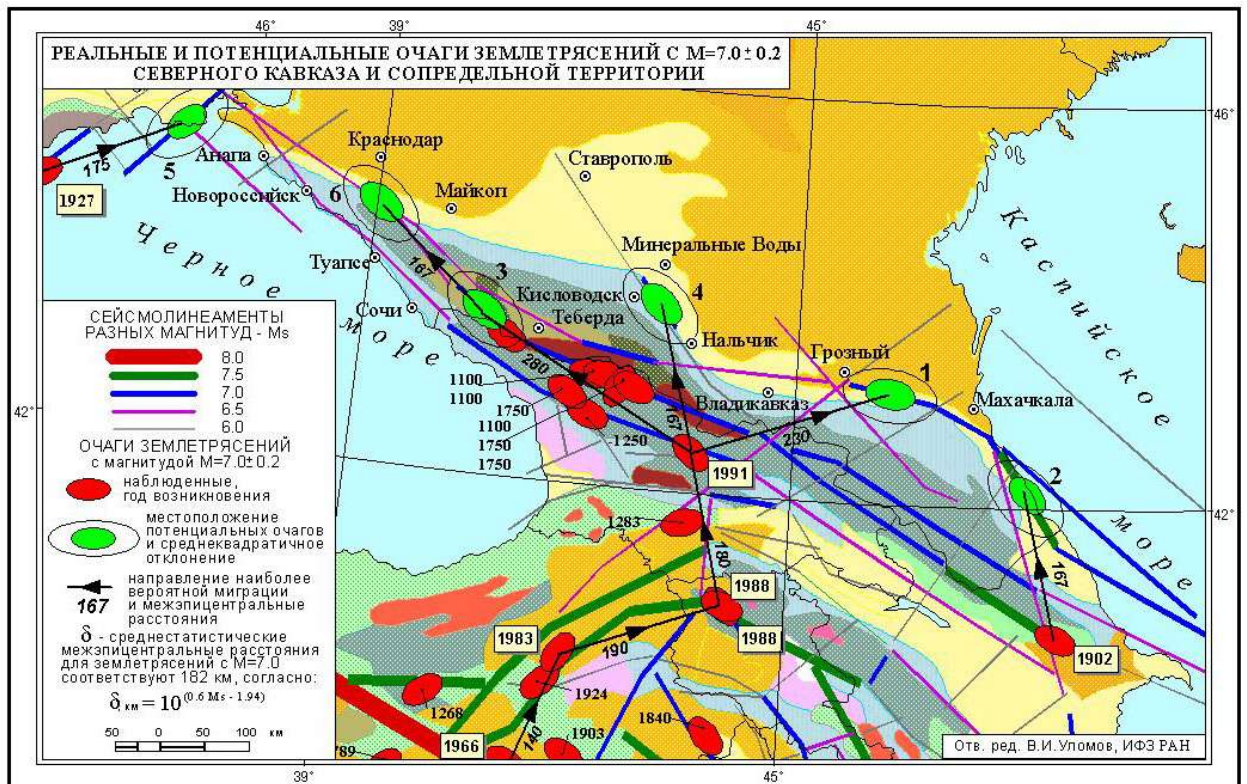 46°
39°
45°
РЕАЛЬНЫЕ И ПОТЕНЦИАЛЬНЫЕ ОЧАГИ ЗЕМЛЕТРЯСЕНИЙ С М=7.0 ± 0.2
СЕВЕРНОГО КАВКАЗА И СОПРЕДЕЛЬНОЙ ТЕРРИТОРИИ
46°
175
5
Анапа
Краснодар
Ставрополь
1927
Новороссийск
6
Майкоп
Черное
море
Каспийское
море
Туапсе
167
3
Минеральные Воды
Кисловодск
4
Сочи
Теберда
Нальчик
Грозный
1
280
Владикавказ
Махачкала
42°
1100
1100
1750
1100
1750
1750
1250
167
230
1991
2
42°
1283
180
167
1988
1983
190
1988
1902
1924
1268
1840
1966
140
1903
789
СЕЙСМОЛИНЕАМЕНТЫ
РАЗНЫХ МАГНИТУД - Ms
8.0
7.5
7.0
6.5
6.0
ОЧАГИ ЗЕМЛЕТРЯСЕНИЙ
с магнитудой М=7.0± 0.2
наблюденные,
год возникновения
местоположение
потенциальных очагов
и среднеквадратичное
отклонение
167
направление наиболее
вероятной миграции
и межэпицентральные
расстояния
δ - среднестатистические
межэпицентральные расстояния
для землетрясений с М=7.0
соответствуют 182 км, согласно:
δ км = 10 (0.6 Ms - 1.94)
50 0 50 100 км
Отв. ред. В.И.Уломов, ИФЗ РАН
39°
45°